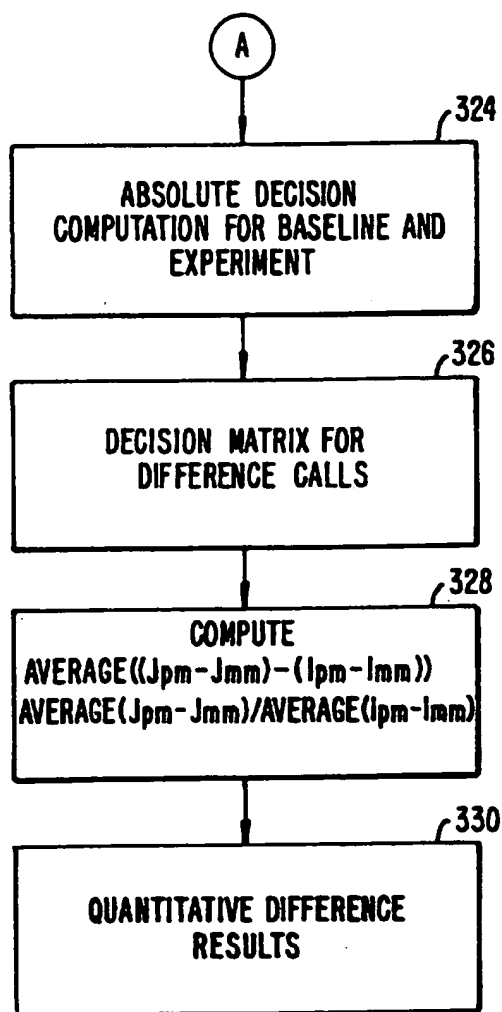 A
324
ABSOLUTE DECISION
COMPUTATION FOR BASELINE AND
EXPERIMENT
326
DECISION MATRIX FOR
DIFFERENCE CALLS
328
COMPUTE
AVERAGE((Jpm-Jmm)-(Ipm-Imm))
AVERAGE(Jpm-Jmm)/AVERAGE(Ipm-Imm)
330
QUANTITATIVE DIFFERENCE
RESULTS